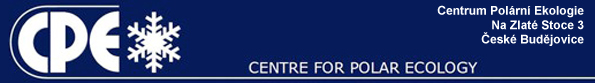 CPE
Centrum Polární Ekologie
Na Zlaté Stoce 3
České Budějovice
CENTRE FOR POLAR ECOLOGY